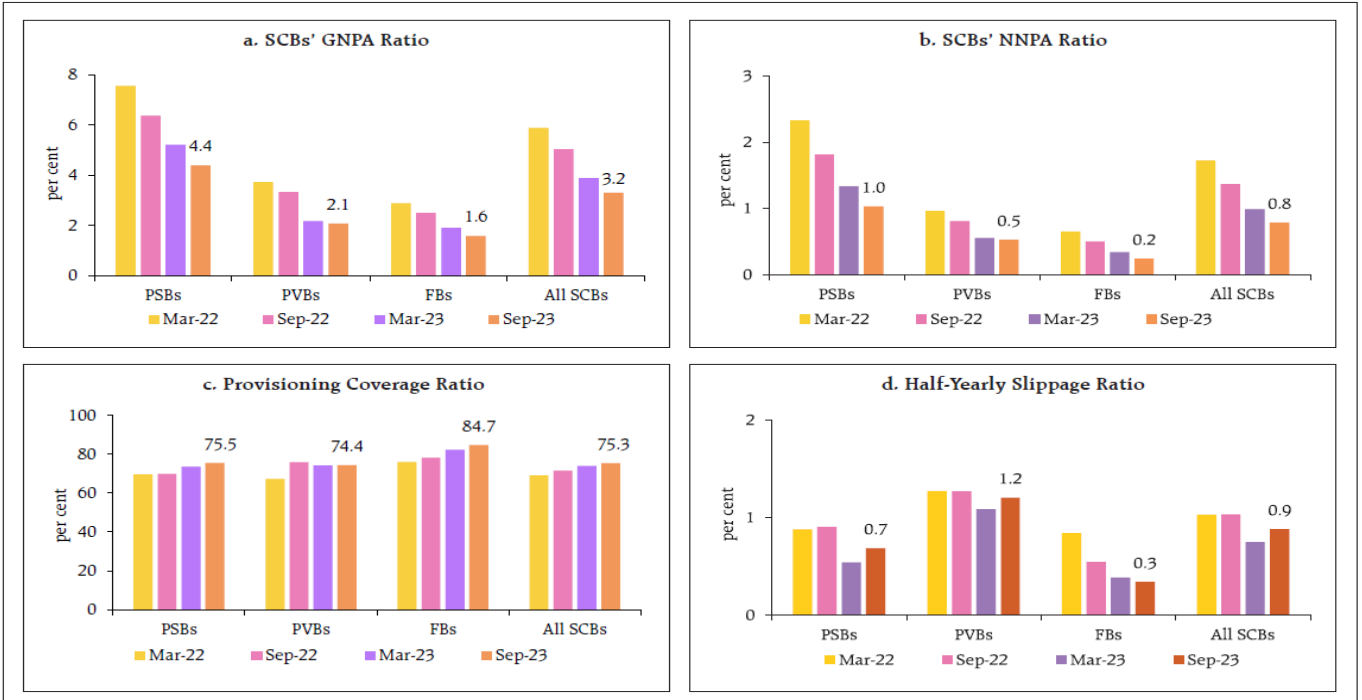 a. SCBs' GNPA Ratio
per cent
8
6
4
2
0
4.4
2.1
1.6
3.2
PSBs PVBs FBs All SCBs
Mar-22 Sep-22 Mar-23 Sep-23
b. SCBs' NNPA Ratio
per cent
3
2
1
0
1.0
0.5
0.2
0.8
PSBs PVBs FBs All SCBs
Mar-22 Sep-22 Mar-23 Sep-23
c. Provisioning Coverage Ratio
per cent
100
80
60
40
20
0
75.5
74.4
84.7
75.3
PSBs PVBs FBs All SCBs
Mar-22 Sep-22 Mar-23 Sep-23
d. Half-Yearly Slippage Ratio
per cent
2
1
0
0.7
1.2
0.3
0.9
PSBs PVBs FBs All SCBs
Mar-22 Sep-22 Mar-23 Sep-23